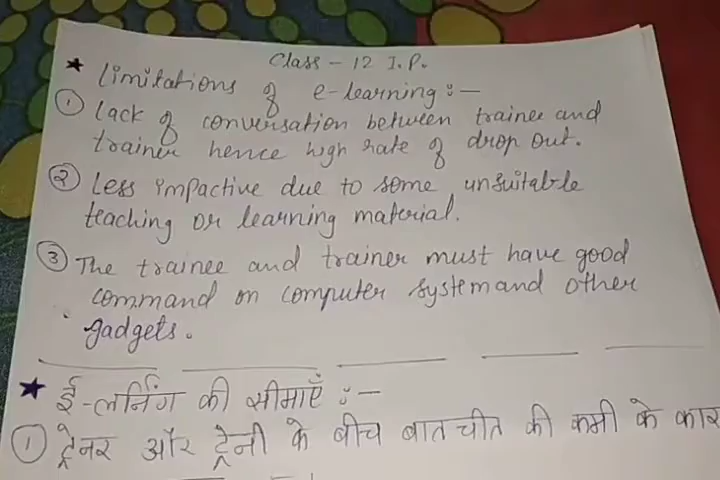 Class - 12 I.P.
★ Limitations of e-learning :-
① Lack of conversation between trainee and
trainer hence high rate of drop out.
② Less impactive due to some unsuitable
teaching or learning material.
③ The trainee and trainer must have good
command on computer system and other
gadgets.
★ ई-लर्निंग की सीमाएँ :-
① ट्रेनर और ट्रेनी के बीच बातचीत की कमी के कार